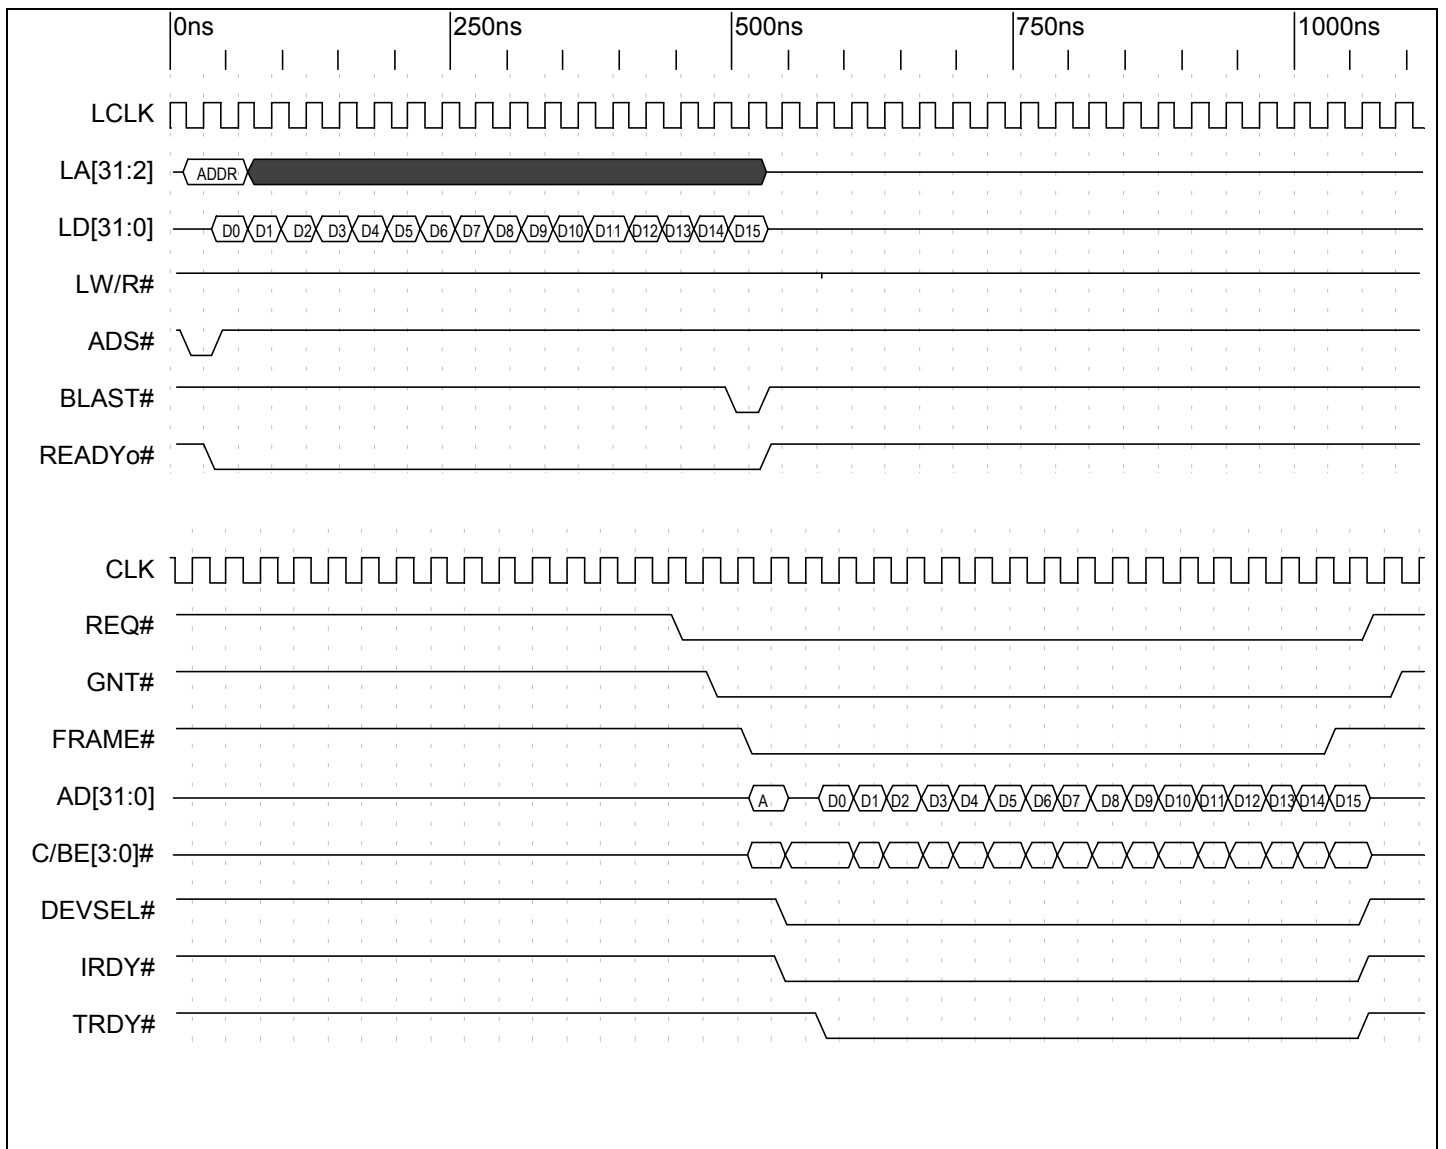 0ns 250ns 500ns 750ns 1000ns
LCLK
LA[31:2] ADDR
LD[31:0] D0 D1 D2 D3 D4 D5 D6 D7 D8 D9 D10 D11 D12 D13 D14 D15
LW/R#
ADS#
BLAST#
READYo#
CLK
REQ#
GNT#
FRAME#
AD[31:0] A D0 D1 D2 D3 D4 D5 D6 D7 D8 D9 D10 D11 D12 D13 D14 D15
C/BE[3:0]#
DEVSEL#
IRDY#
TRDY#